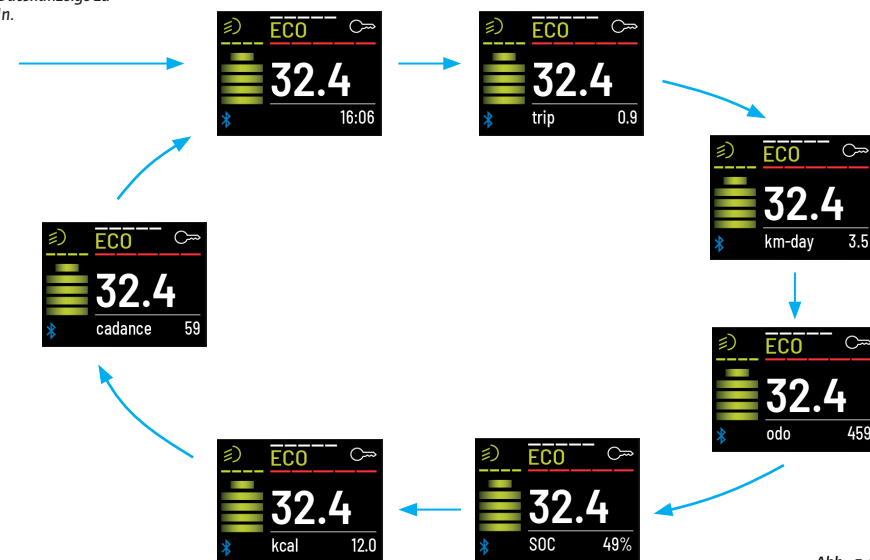 ln.
ECO
32.4
16:06
ECO
32.4
trip 0.9
ECO
32.4
km-day 3.5
ECO
32.4
odo 459
ECO
32.4
SOC 49%
ECO
32.4
kcal 12.0
ECO
32.4
cadance 59